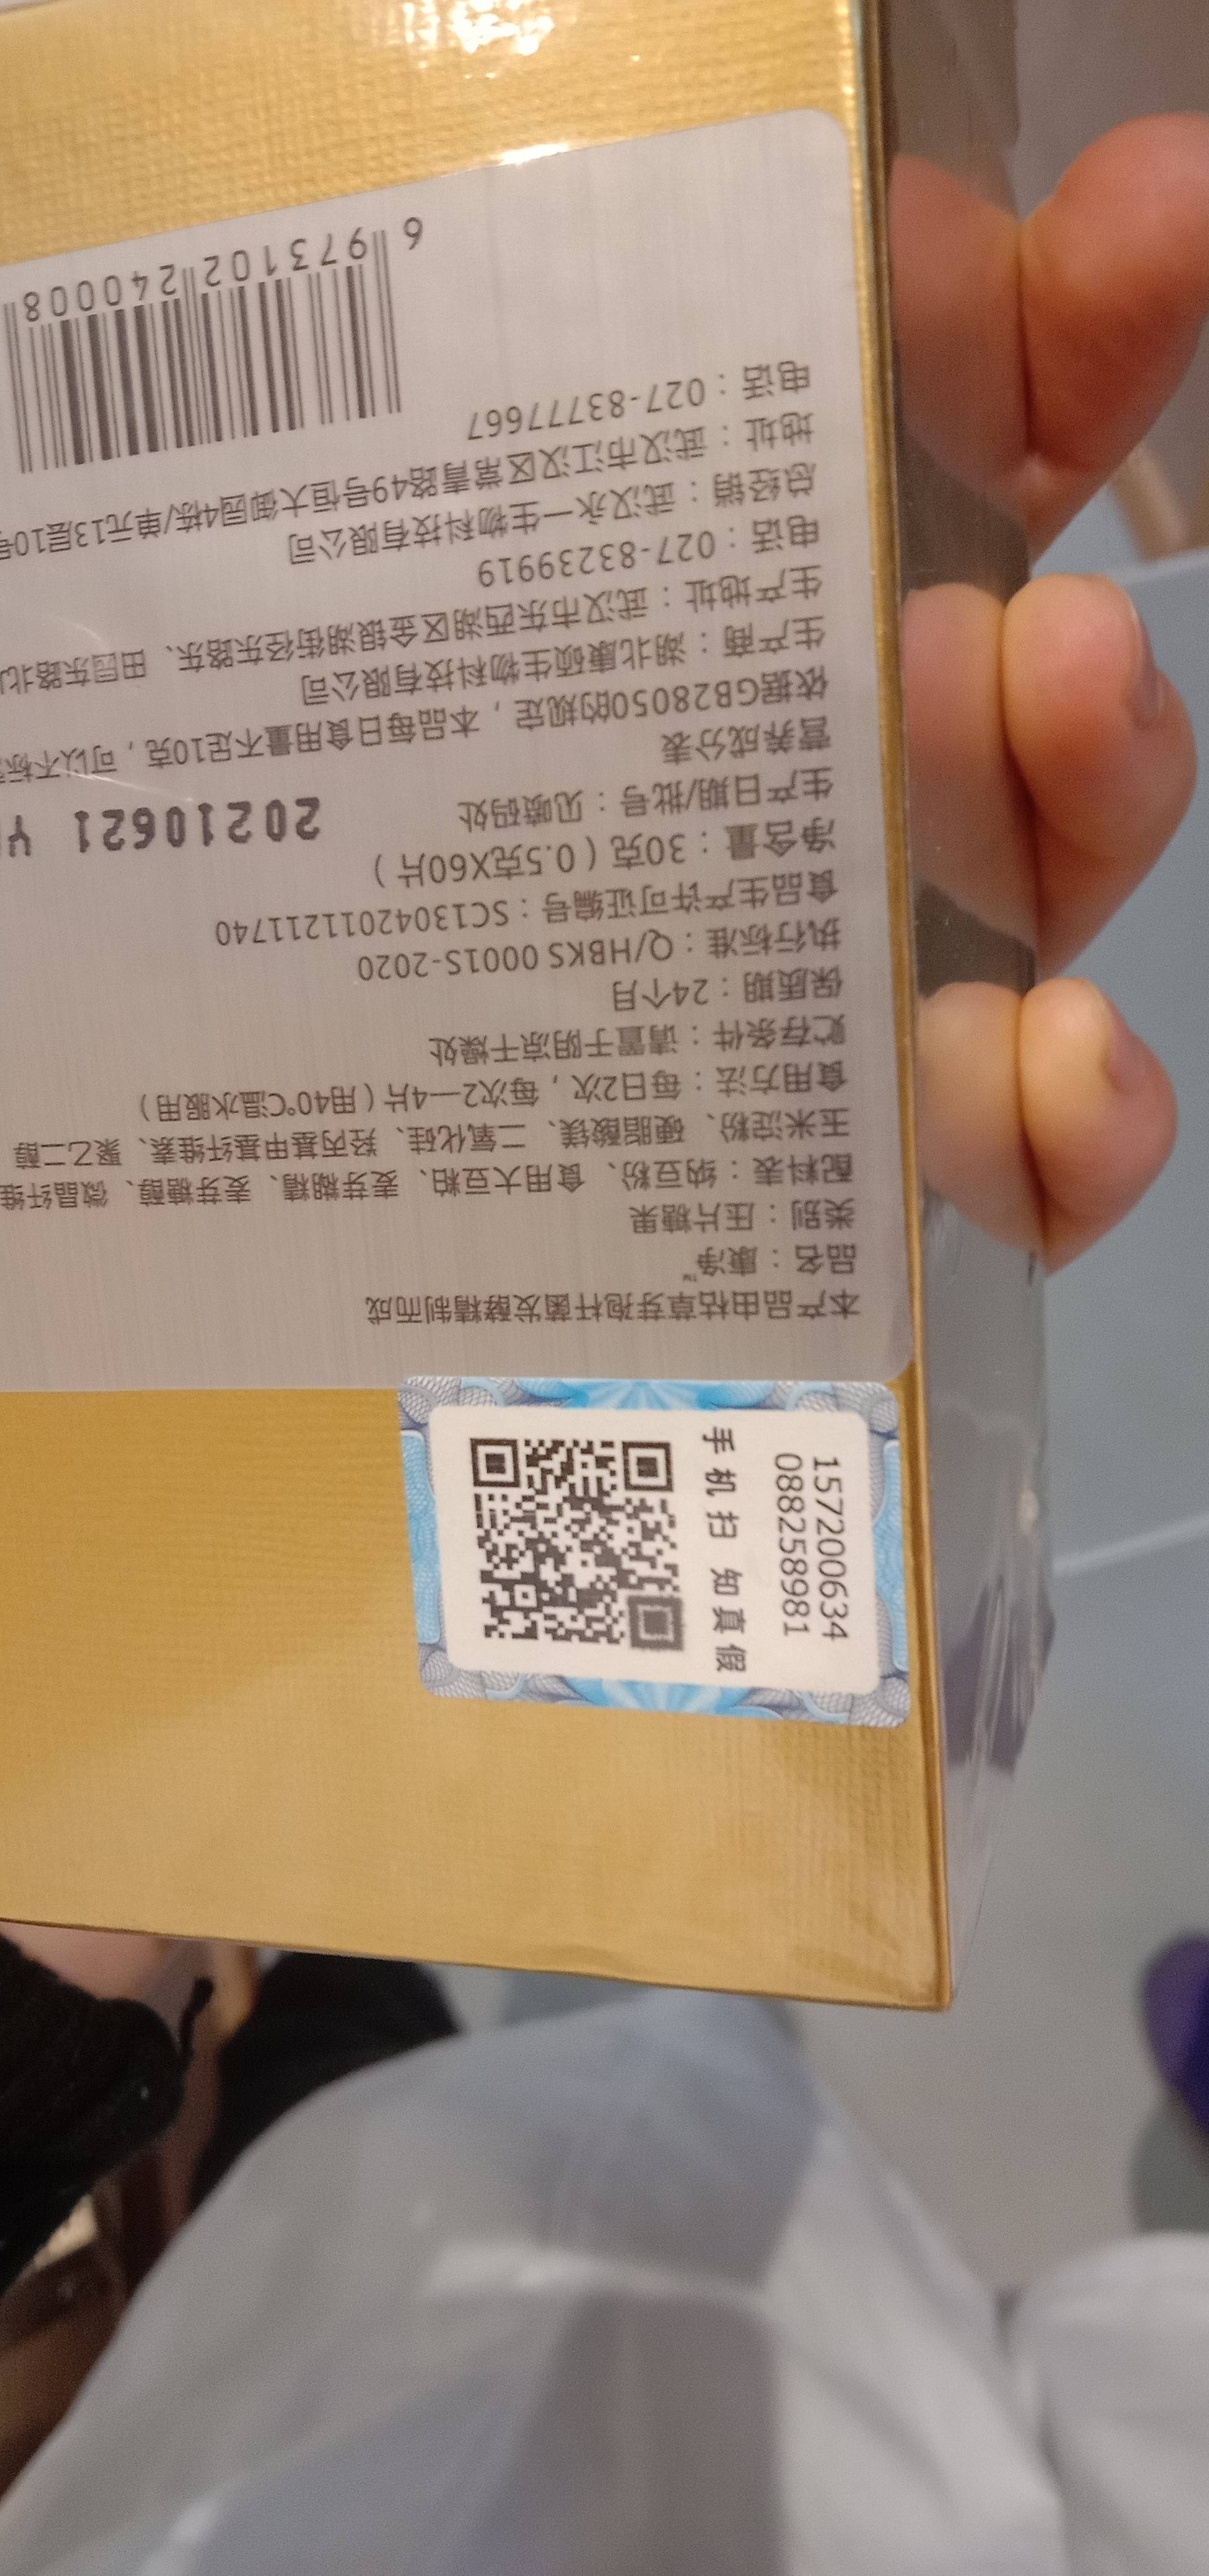 本产品由枯草芽孢杆菌发酵精制而成
品名：康净™
类别：压片糖果
配料表：纳豆粉、食用大豆粕、麦芽糊精、麦芽糖醇、微晶纤维
玉米淀粉、硬脂酸镁、二氧化硅、羟丙基甲基纤维素、聚乙二醇
食用方法：每日2次，每次2—4片（用40℃温水服用）
贮存条件：请置于阴凉干燥处
保质期：24个月
执行标准：Q/HBKS 0001S-2020
食品生产许可证编号：SC13042011211740
净含量：30克（0.5克X60片）
生产日期/批号：见喷码处
20210621 Y
营养成分表
依据GB28050的规定，本品每日食用量不足10克，可以不标
生产商：湖北康硕生物科技有限公司
生产地址：武汉市东西湖区金银湖街径东路东、田园东路北
电话：027-83239919
总经销：武汉永一生物科技有限公司
地址：武汉市江汉区常青路49号恒大御园4栋/单元13层10号
电话：027-83777667
6 973102 240008
157200634
088258981
手机扫 知真假